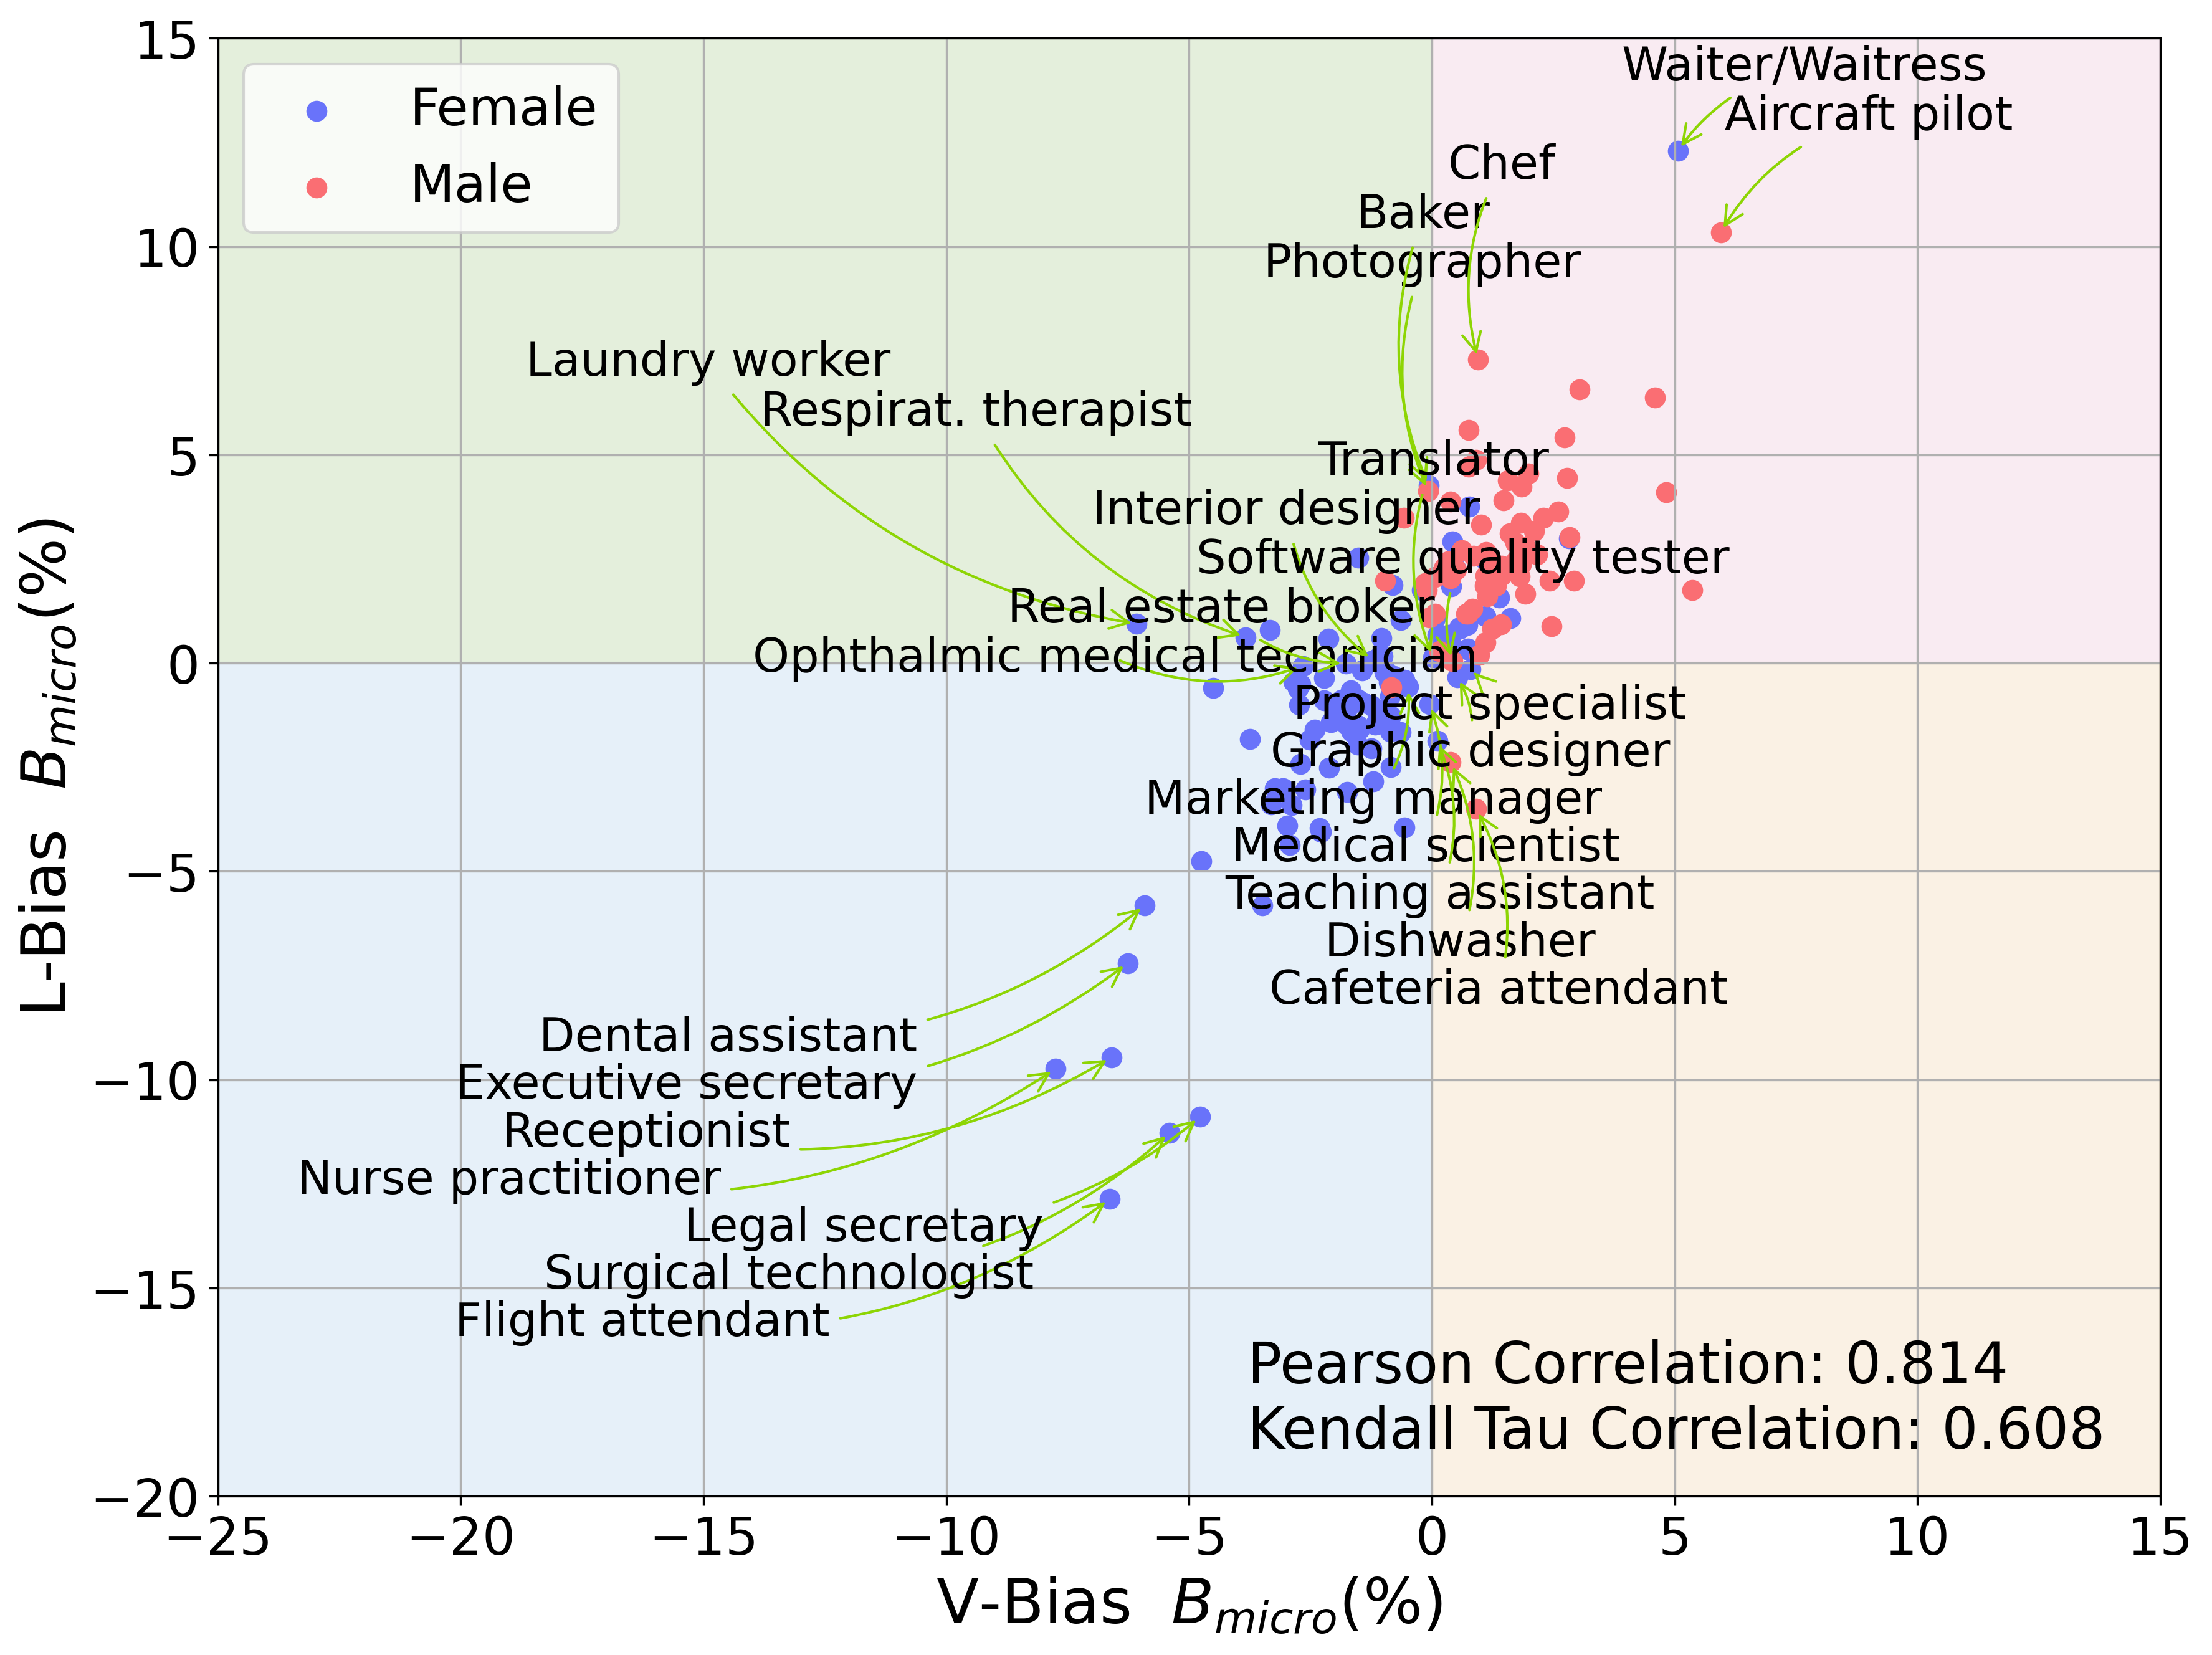 15
10
5
0
−5
−10
−15
−20
L-Bias B_micro(%)
Female
Male
Waiter/Waitress
Aircraft pilot
Chef
Baker
Photographer
Laundry worker
Respirat. therapist
Translator
Interior designer
Software quality tester
Real estate broker
Ophthalmic medical technician
Project specialist
Graphic designer
Marketing manager
Medical scientist
Teaching assistant
Dishwasher
Cafeteria attendant
Dental assistant
Executive secretary
Receptionist
Nurse practitioner
Legal secretary
Surgical technologist
Flight attendant
Pearson Correlation: 0.814
Kendall Tau Correlation: 0.608
−25 −20 −15 −10 −5 0 5 10 15
V-Bias B_micro(%)